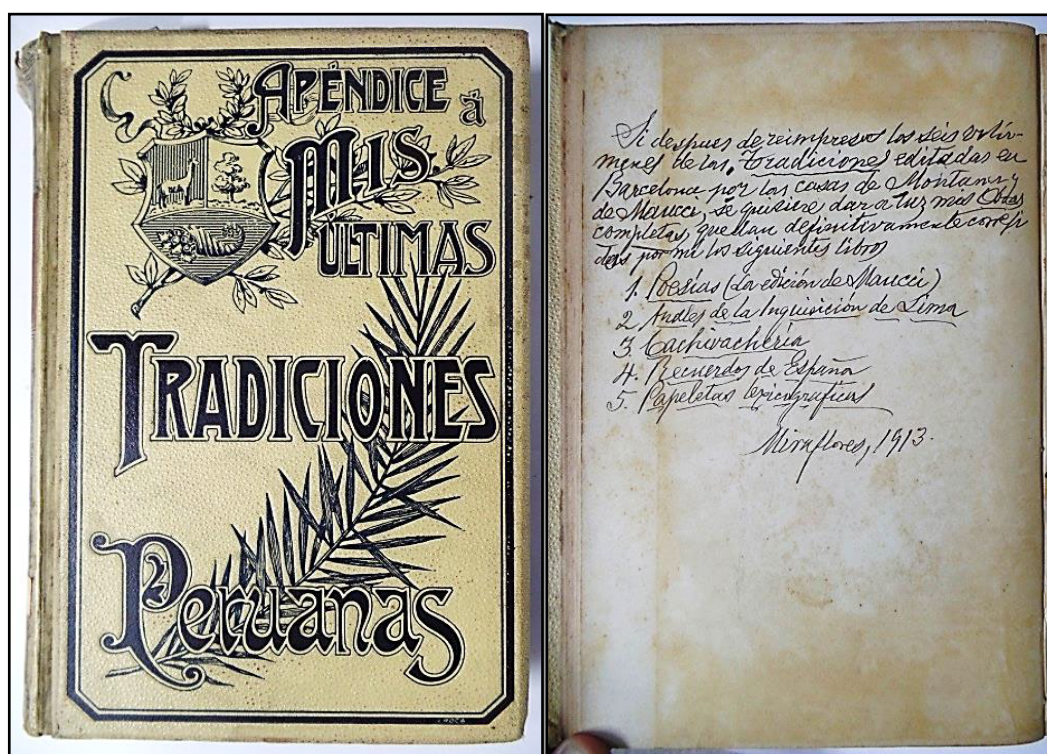 APÉNDICE á
MIS
ÚLTIMAS
TRADICIONES
PERUANAS
Si despues de reimpresos los seis volú-
menes de las, tradiciones editadas en
Barcelona por las casas de Montaner y
de Maucci, se quisiere dar a luz mis Obras
completas, quedan definitivamente corregi
das por mi los siguientes libros
1. Poesías (La edición de Maucci)
2. Anales de la Inquisición de Lima
3. Cachivachería
4. Recuerdos de España
5. Papeletas lexicográficas
Miraflores, 1913.